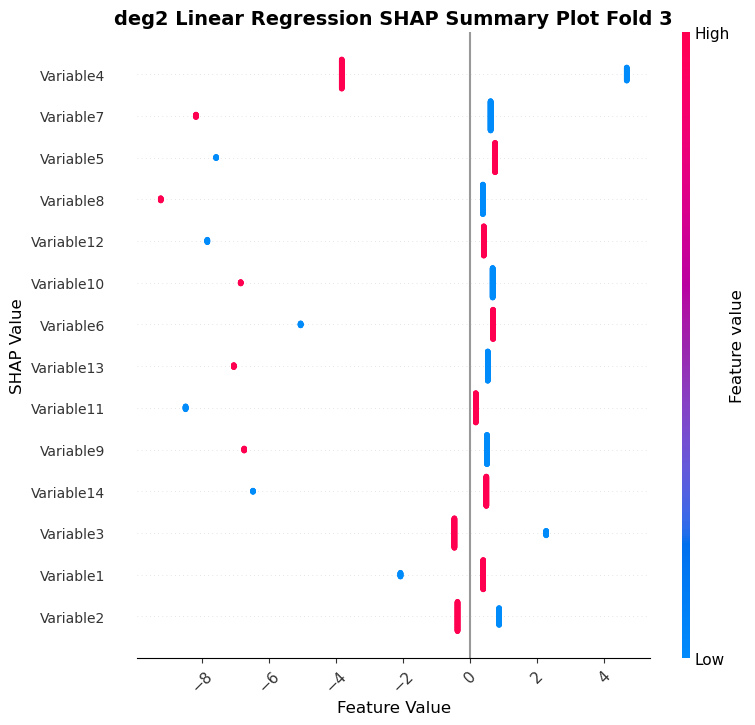 deg2 Linear Regression SHAP Summary Plot Fold 3
High
Variable4
Variable7
Variable5
Variable8
Variable12
Variable10
Variable6
Variable13
Variable11
Variable9
Variable14
Variable3
Variable1
Variable2
SHAP Value
Feature value
Low
−8 −6 −4 −2 0 2 4
Feature Value